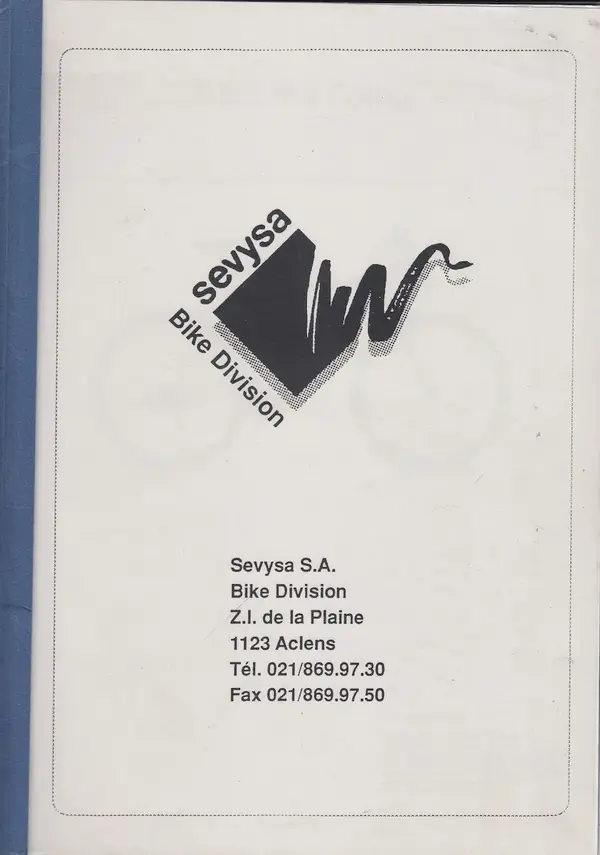 sevysa
Bike Division
Sevysa S.A.
Bike Division
Z.I. de la Plaine
1123 Aclens
Tél. 021/869.97.30
Fax 021/869.97.50